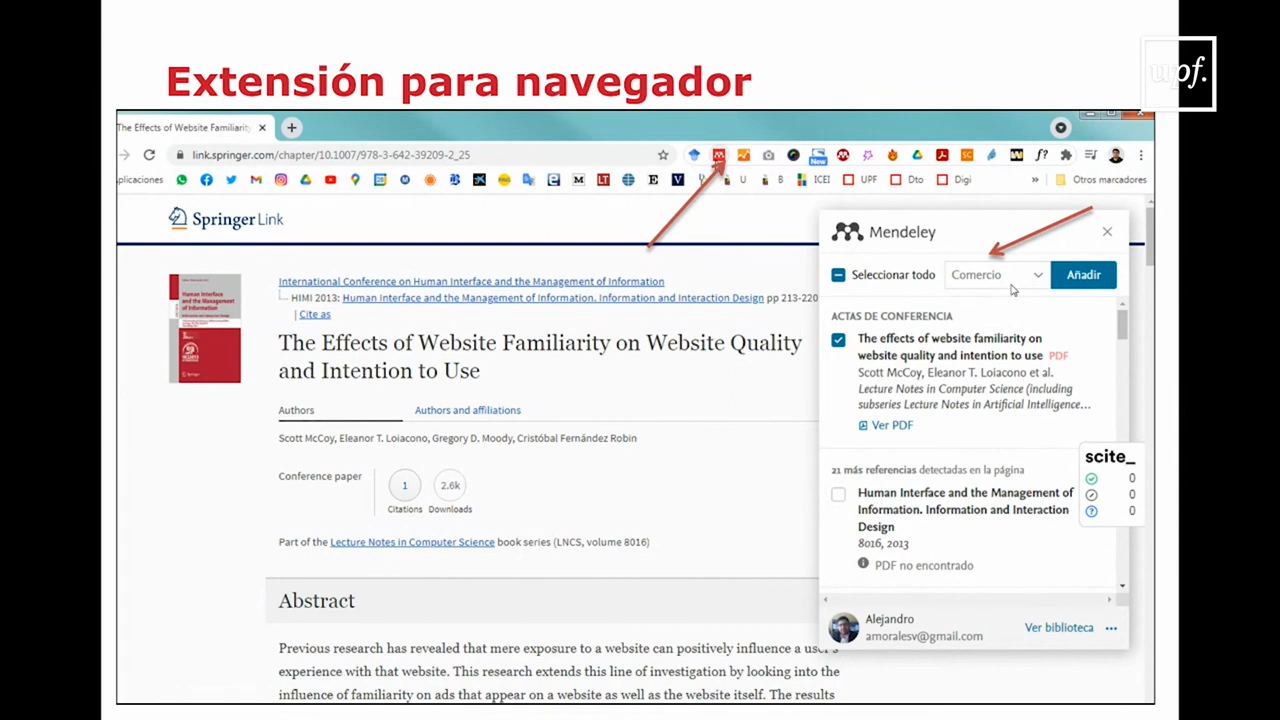 Extensión para navegador
upf.
The Effects of Website Familiarity
link.springer.com/chapter/10.1007/978-3-642-39209-2_25
New
f?
plicaciones
ICEI
UPF
Dto
Digi
Otros marcadores
Springer Link
Mendeley
Seleccionar todo
Comercio
Añadir
International Conference on Human Interface and the Management of Information
HIMI 2013: Human Interface and the Management of Information. Information and Interaction Design pp 213-220
| Cite as
The Effects of Website Familiarity on Website Quality
and Intention to Use
Authors
Authors and affiliations
Scott McCoy, Eleanor T. Loiacono, Gregory D. Moody, Cristóbal Fernández Robin
Conference paper
1
2.6k
Citations
Downloads
Part of the Lecture Notes in Computer Science book series (LNCS, volume 8016)
Abstract
Previous research has revealed that mere exposure to a website can positively influence a user's
experience with that website. This research extends this line of investigation by looking into the
influence of familiarity on ads that appear on a website as well as the website itself. The results
ACTAS DE CONFERENCIA
The effects of website familiarity on
website quality and intention to use PDF
Scott McCoy, Eleanor T. Loiacono et al.
Lecture Notes in Computer Science (including
subseries Lecture Notes in Artificial Intelligence...
Ver PDF
21 más referencias detectadas en la página
Human Interface and the Management of
Information. Information and Interaction
Design
8016, 2013
PDF no encontrado
scite_
0
0
0
Alejandro
amoralesv@gmail.com
Ver biblioteca